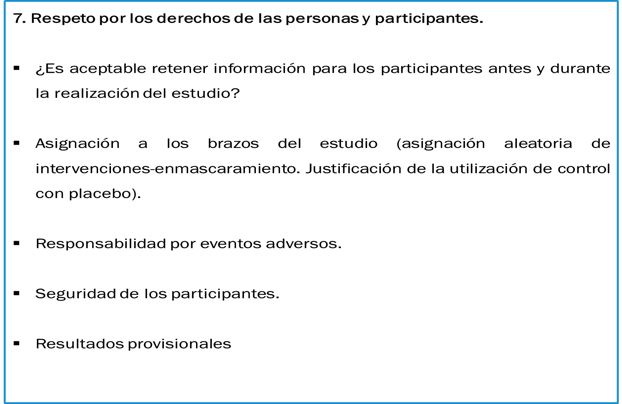 7. Respeto por los derechos de las personas y participantes.
▪ ¿Es aceptable retener información para los participantes antes y durante
la realización del estudio?
▪ Asignación a los brazos del estudio (asignación aleatoria de
intervenciones-enmascaramiento. Justificación de la utilización de control
con placebo).
▪ Responsabilidad por eventos adversos.
▪ Seguridad de los participantes.
▪ Resultados provisionales